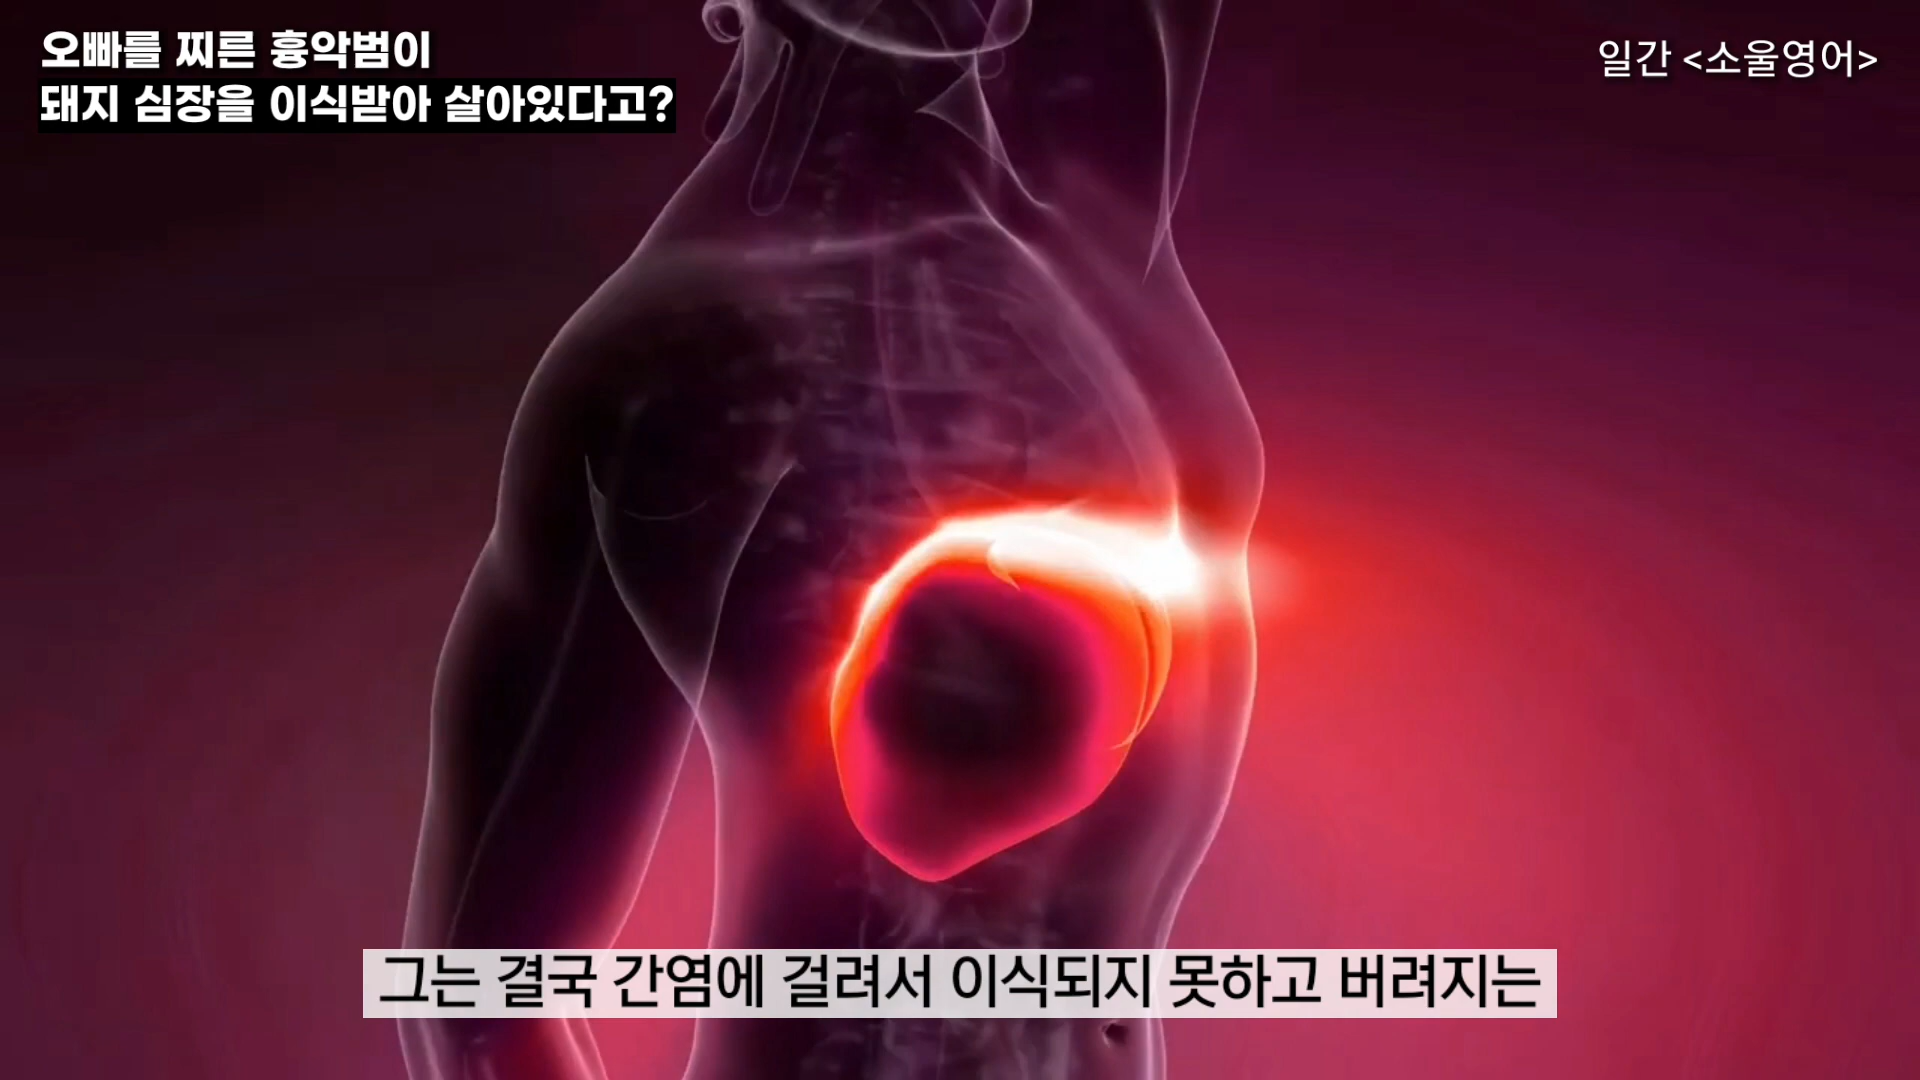 오빠를 찌른 흉악범이
돼지 심장을 이식받아 살아있다고?
일간 <소울영어>
그는 결국 간염에 걸려서 이식되지 못하고 버려지는